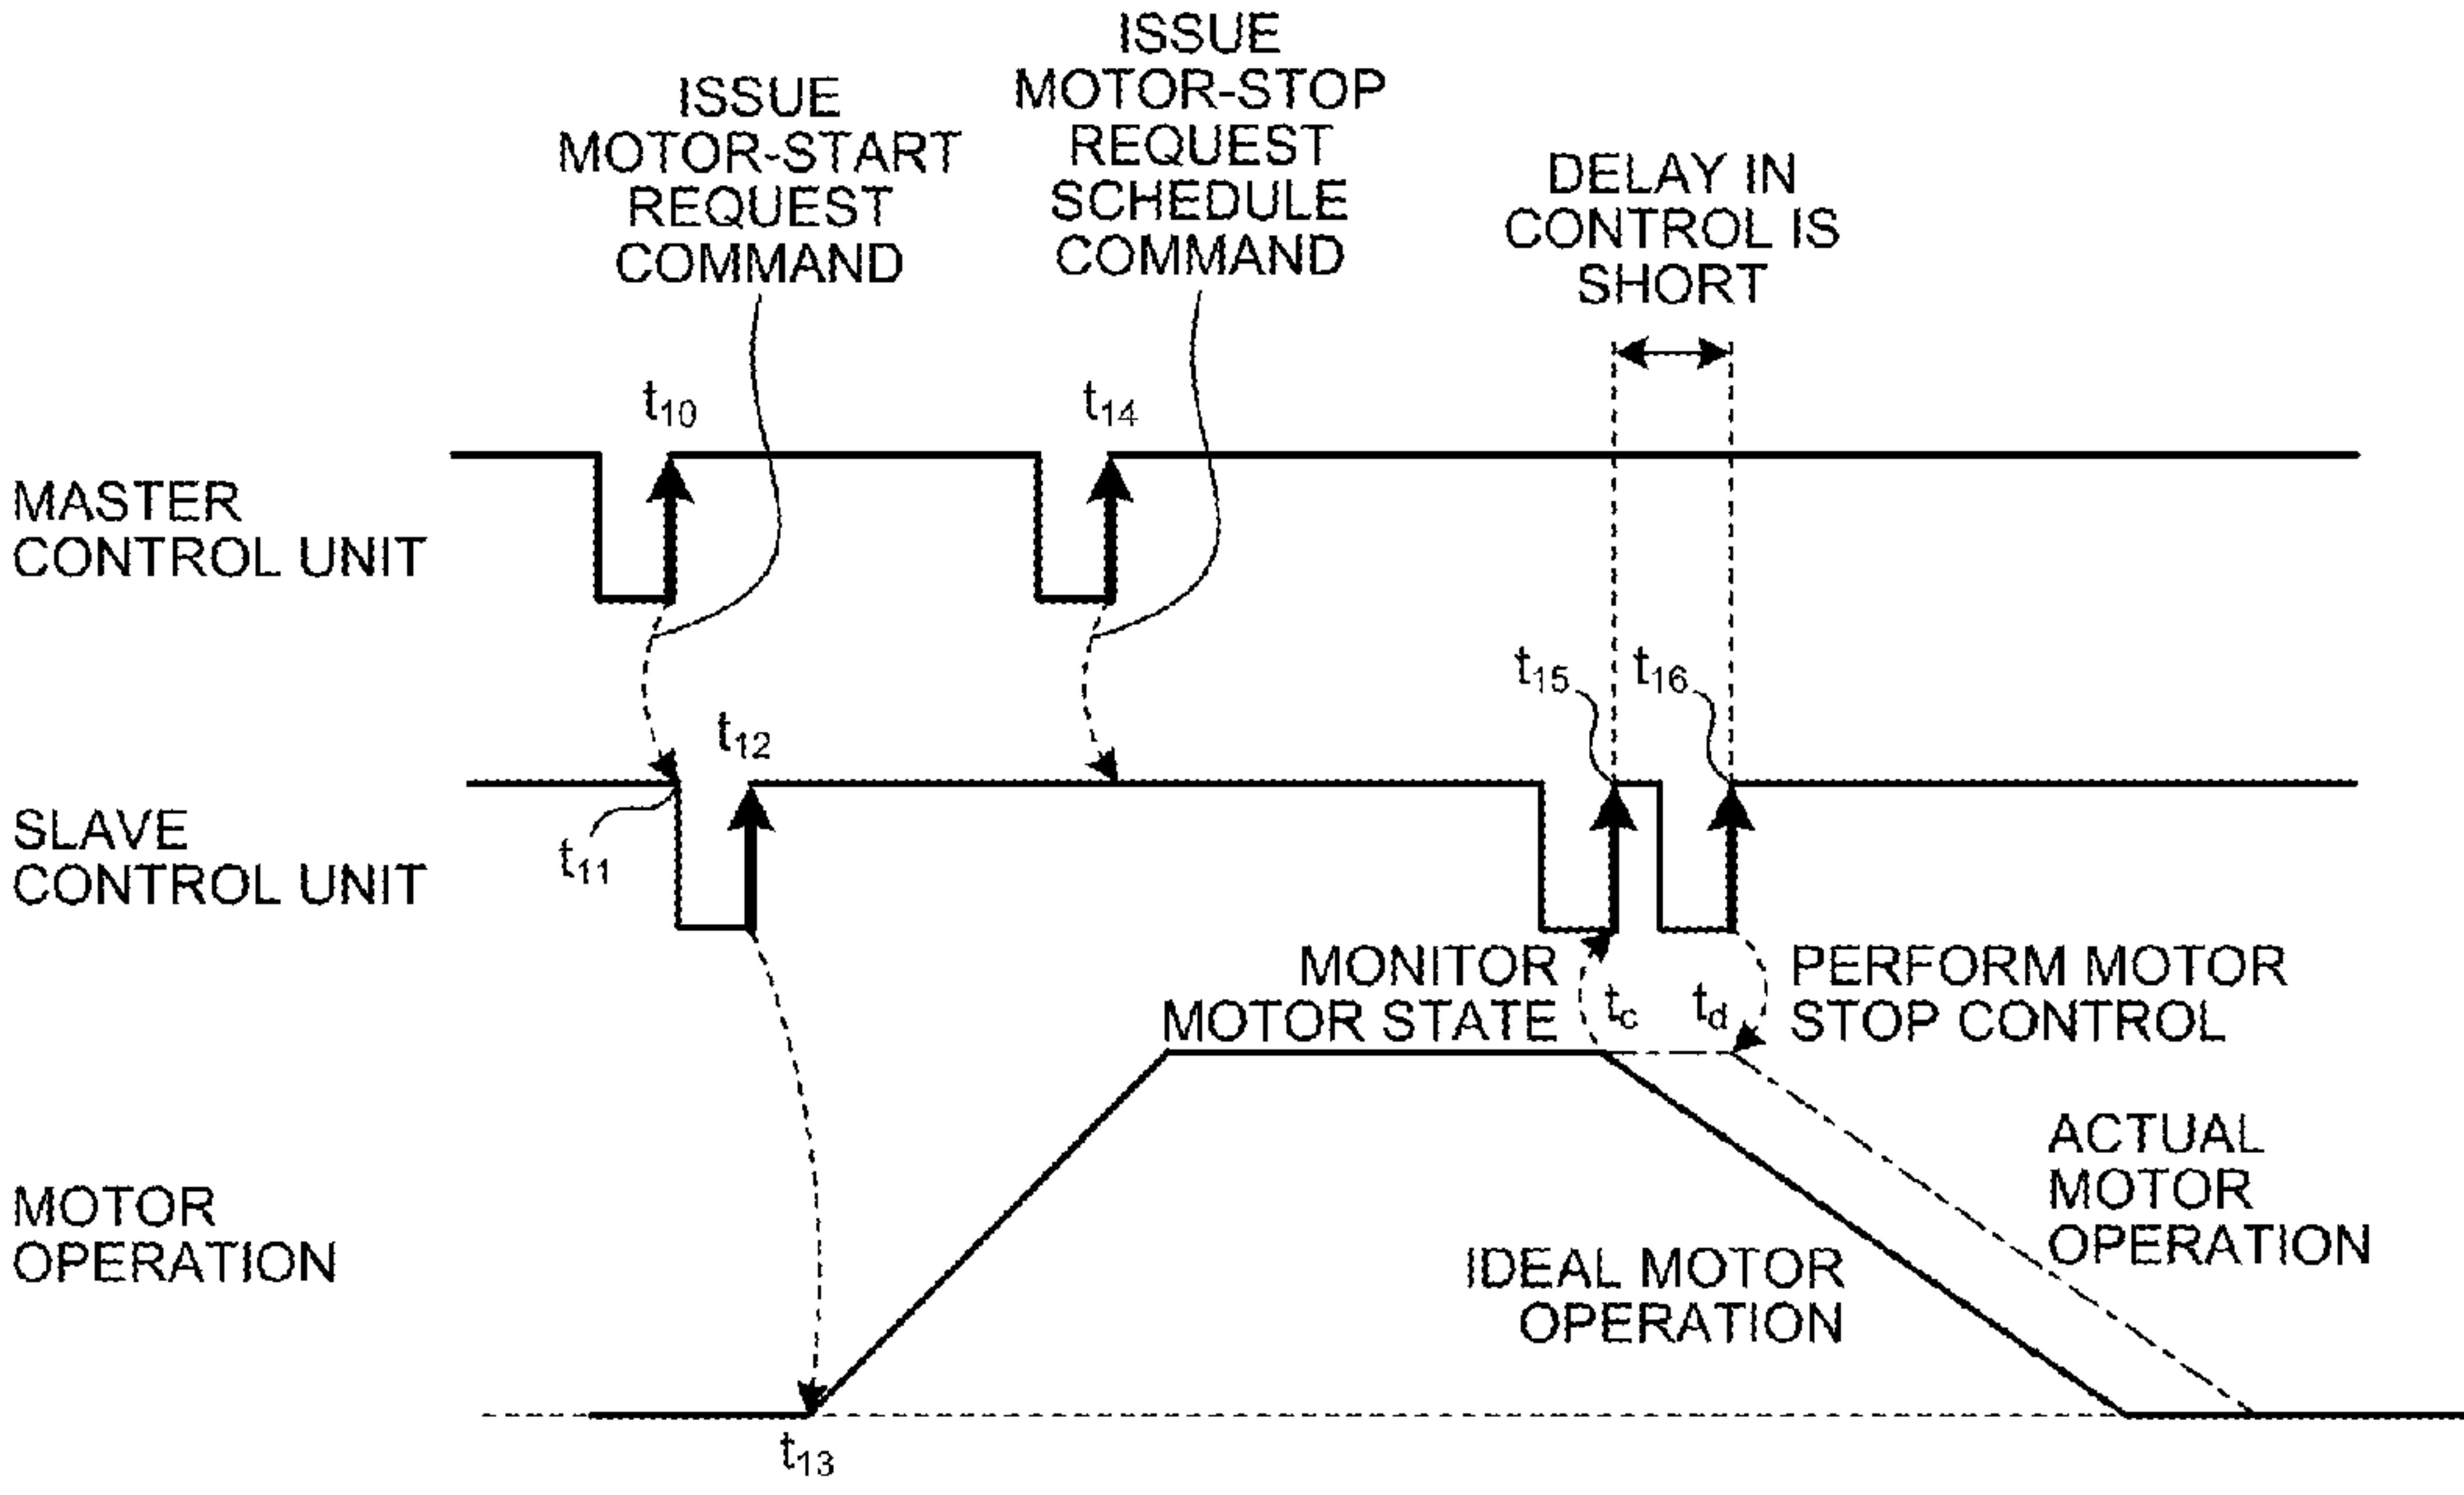 ISSUE
MOTOR-START
REQUEST
COMMAND
ISSUE
MOTOR-STOP
REQUEST
SCHEDULE
COMMAND
DELAY IN
CONTROL IS
SHORT
t10
t14
MASTER
CONTROL UNIT
t15
t16
t12
SLAVE
CONTROL UNIT
t11
MONITOR
MOTOR STATE
tc
td
PERFORM MOTOR
STOP CONTROL
MOTOR
OPERATION
IDEAL MOTOR
OPERATION
ACTUAL
MOTOR
OPERATION
t13